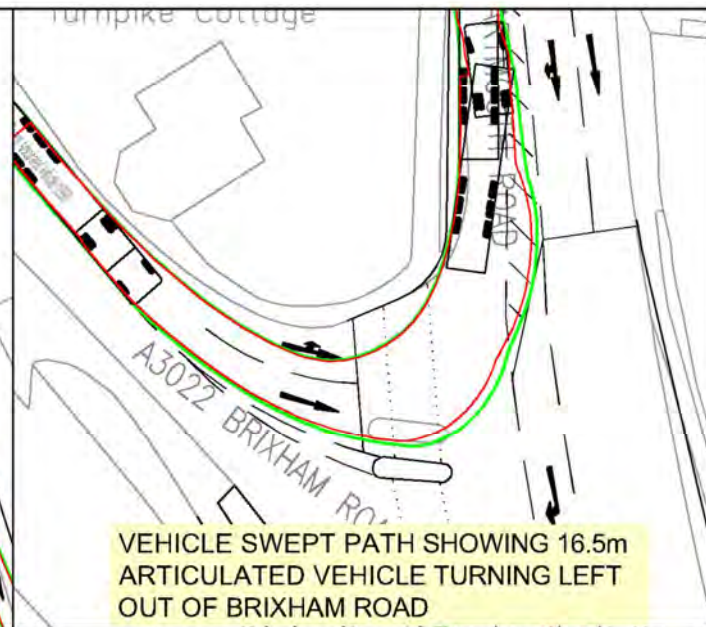 Turnpike Cottage
ROAD
A3022 BRIXHAM ROA
VEHICLE SWEPT PATH SHOWING 16.5m
ARTICULATED VEHICLE TURNING LEFT
OUT OF BRIXHAM ROAD